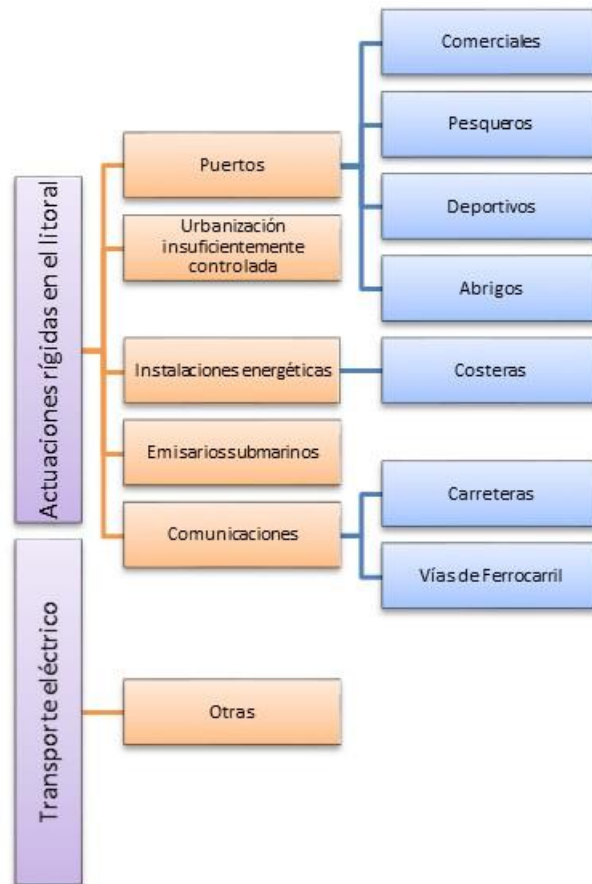 Actuaciones rígidas en el litoral
Puertos
Comerciales
Pesqueros
Deportivos
Abrigos
Urbanización
insuficientemente
controlada
Instalaciones energéticas
Costeras
Emisarios submarinos
Comunicaciones
Carreteras
Vías de Ferrocarril
Transporte eléctrico
Otras